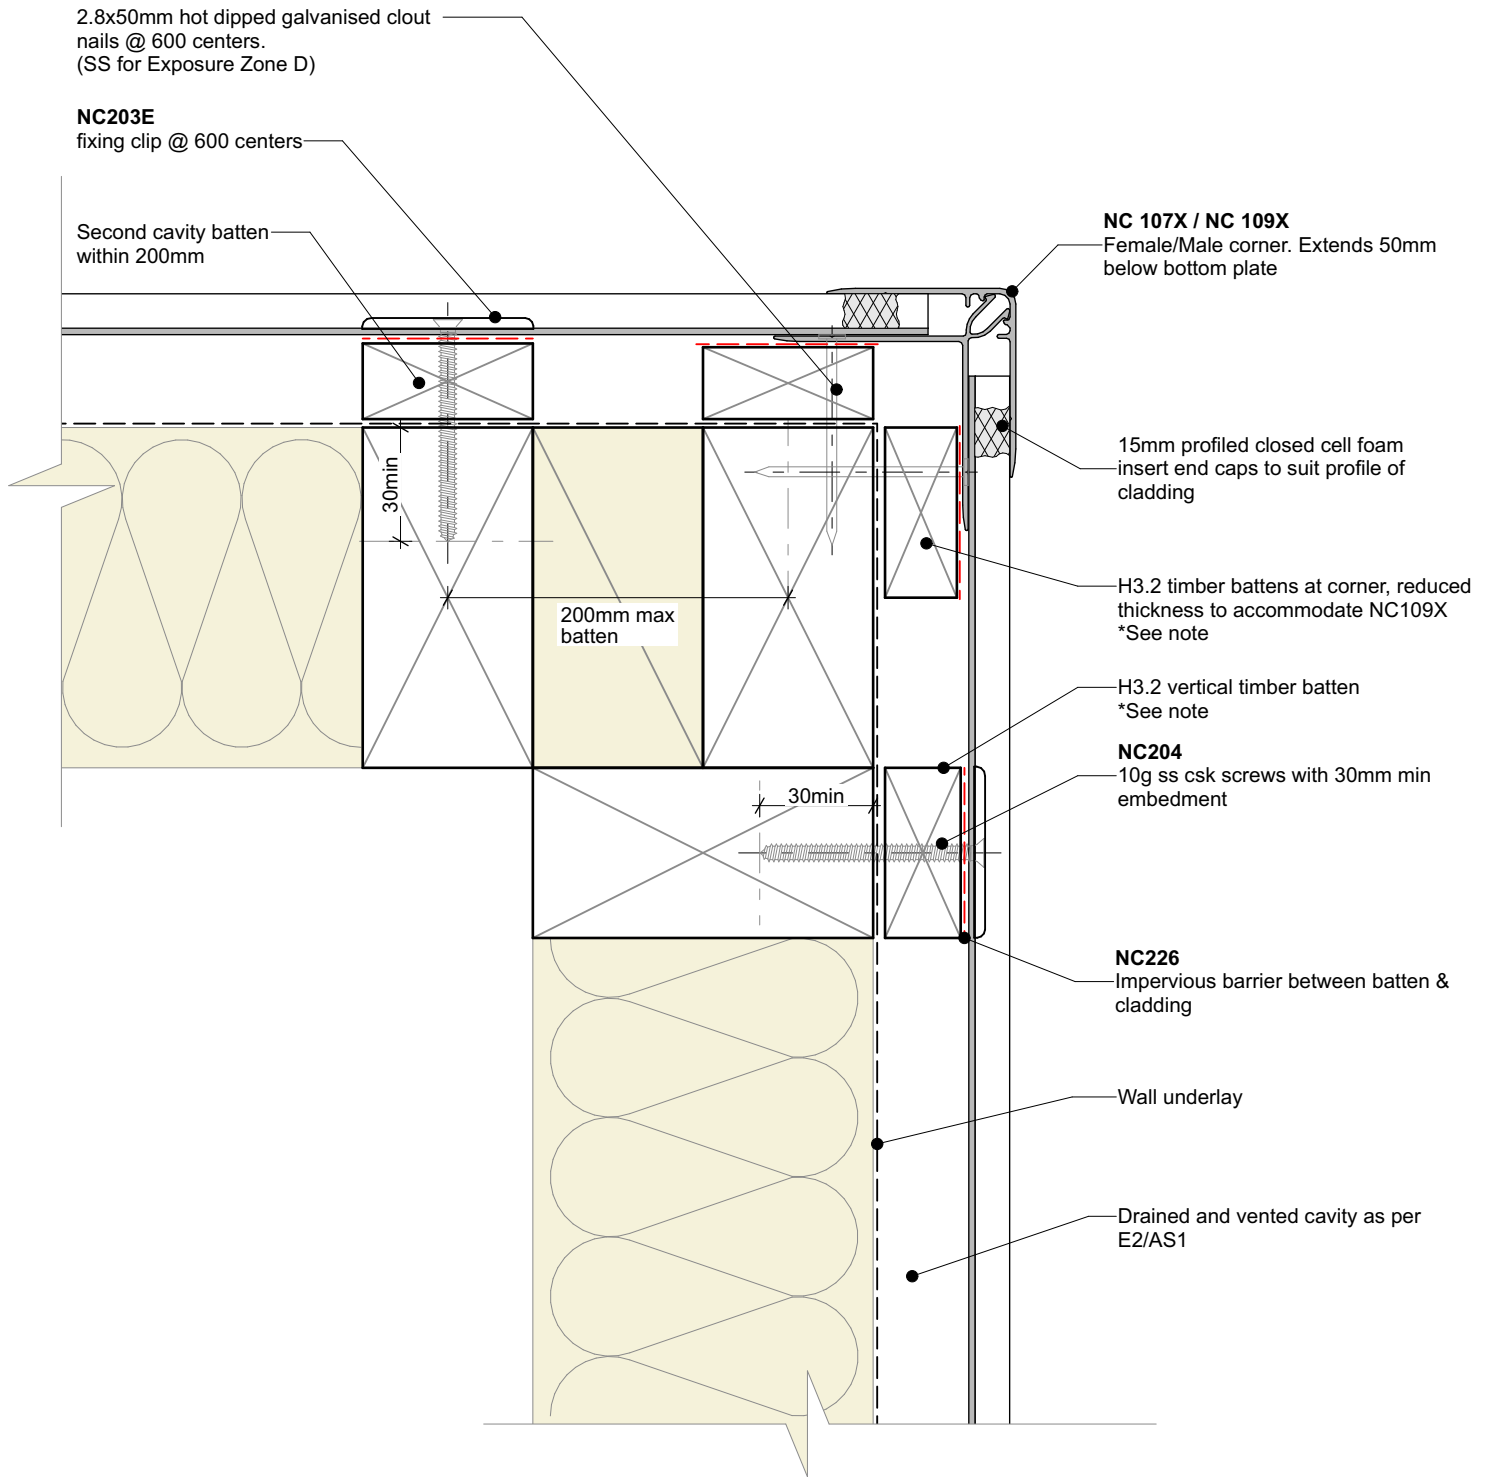 2.8x50mm hot dipped galvanised clout
nails @ 600 centers.
(SS for Exposure Zone D)
NC203E
fixing clip @ 600 centers
Second cavity batten
within 200mm
NC 107X / NC 109X
Female/Male corner. Extends 50mm
below bottom plate
15mm profiled closed cell foam
insert end caps to suit profile of
cladding
30min
H3.2 timber battens at corner, reduced
thickness to accommodate NC109X
*See note
200mm max
batten
H3.2 vertical timber batten
*See note
NC204
10g ss csk screws with 30mm min
embedment
30min
NC226
Impervious barrier between batten &
cladding
Wall underlay
Drained and vented cavity as per
E2/AS1